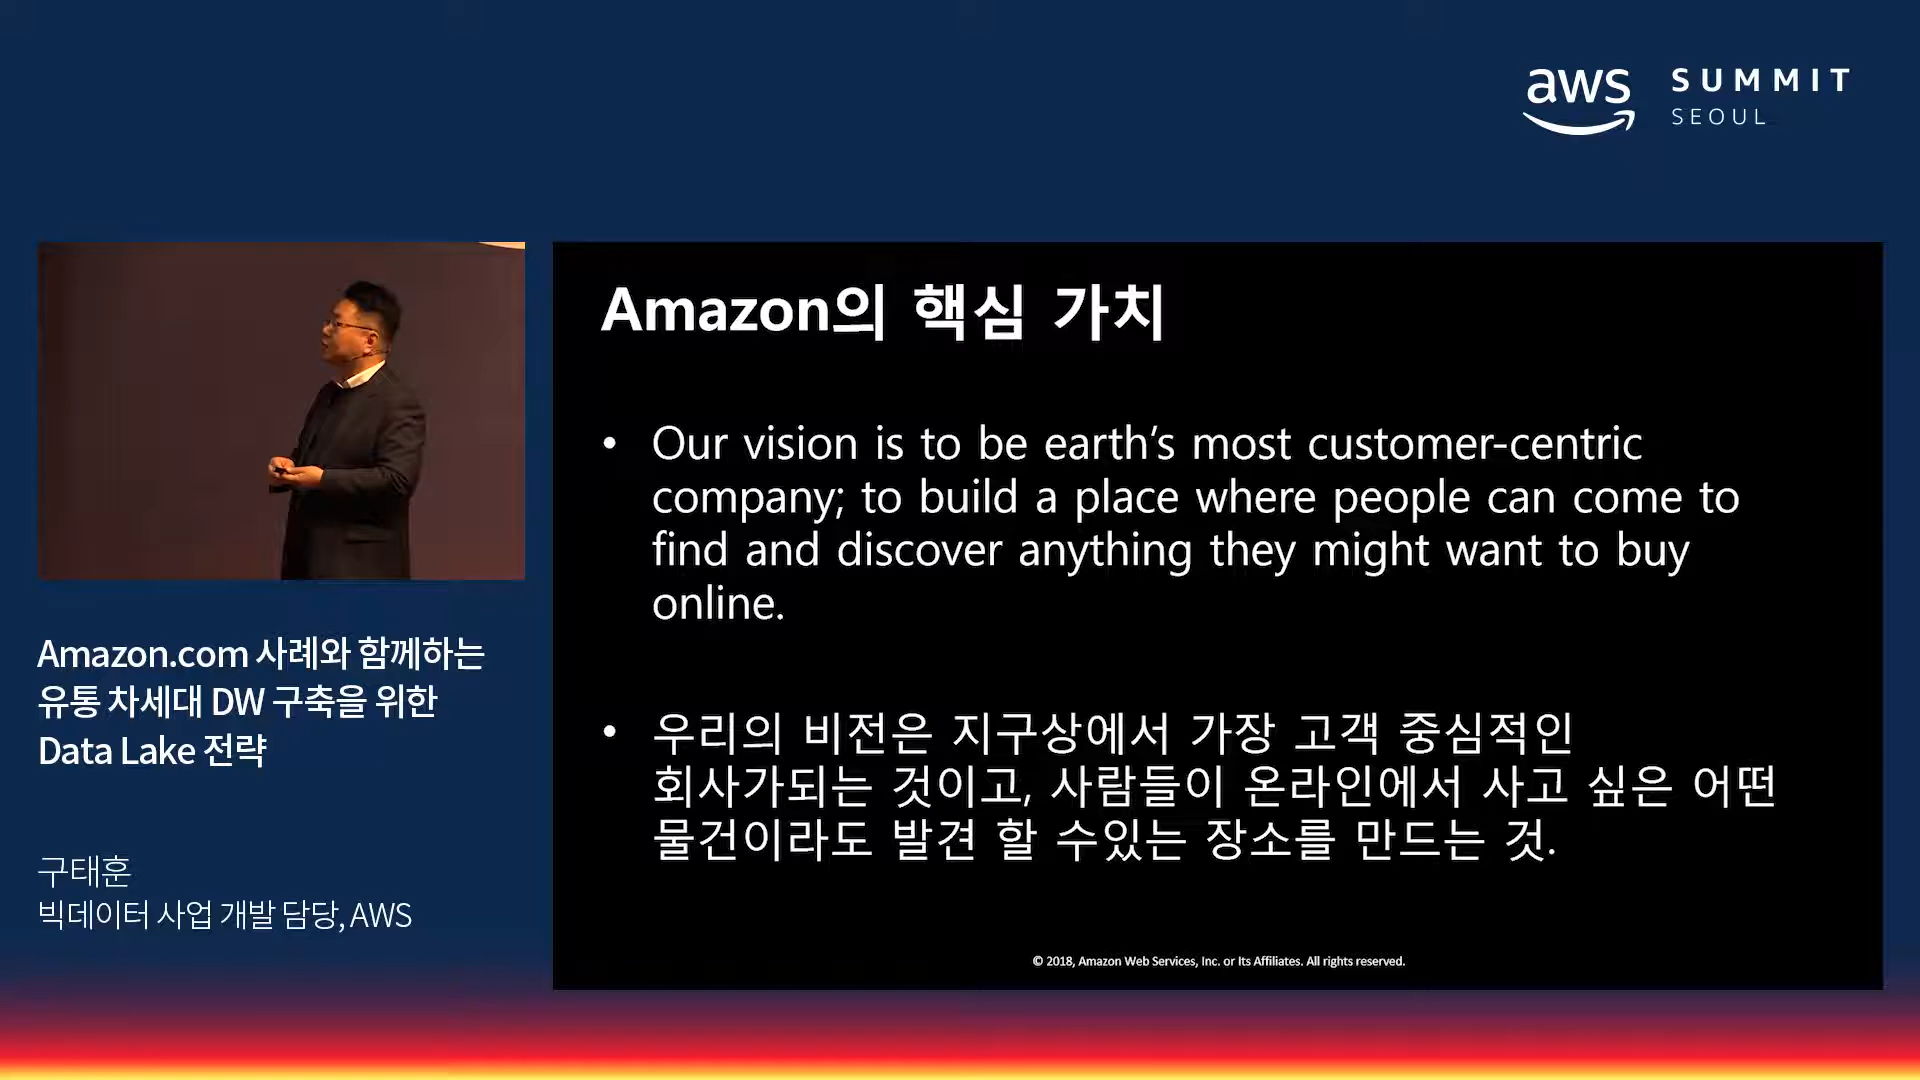 aws SUMMIT
SEOUL
Amazon의 핵심 가치
• Our vision is to be earth's most customer-centric
company; to build a place where people can come to
find and discover anything they might want to buy
online.
• 우리의 비전은 지구상에서 가장 고객 중심적인
회사가되는 것이고, 사람들이 온라인에서 사고 싶은 어떤
물건이라도 발견 할 수있는 장소를 만드는 것.
© 2018, Amazon Web Services, Inc. or Its Affiliates. All rights reserved.
Amazon.com 사례와 함께하는
유통 차세대 DW 구축을 위한
Data Lake 전략
구태훈
빅데이터 사업 개발 담당, AWS